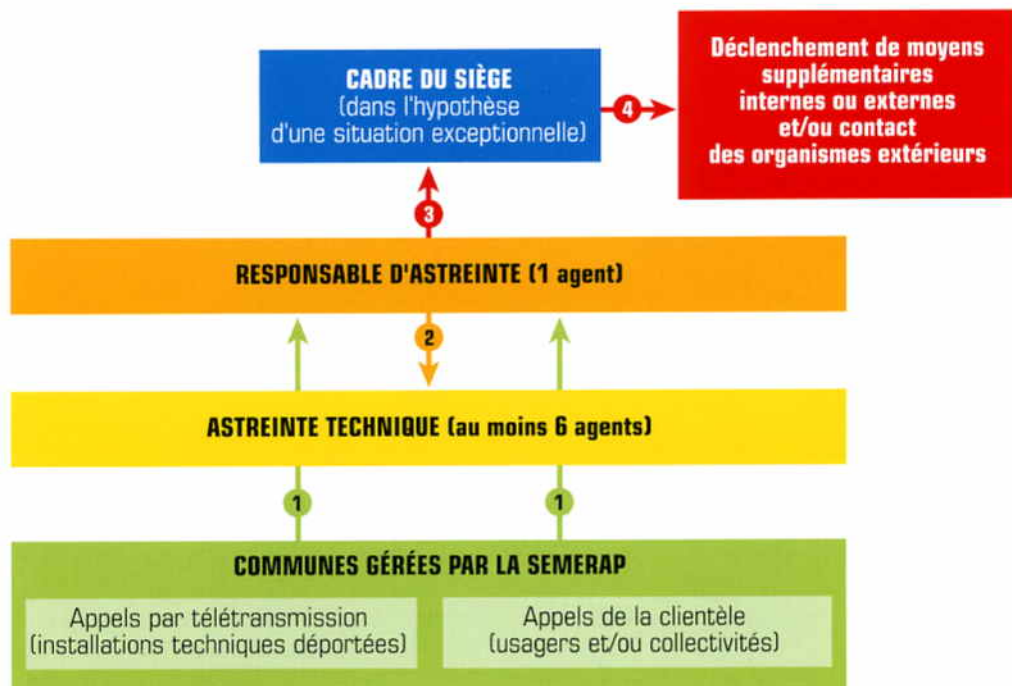 CADRE DU SIÈGE
(dans l'hypothèse
d'une situation exceptionnelle)
4
Déclenchement de moyens
supplémentaires
internes ou externes
et/ou contact
des organismes extérieurs
3
RESPONSABLE D'ASTREINTE (1 agent)
2
ASTREINTE TECHNIQUE (au moins 6 agents)
1
1
COMMUNES GÉRÉES PAR LA SEMERAP
Appels par télétransmission
(installations techniques déportées)
Appels de la clientèle
(usagers et/ou collectivités)